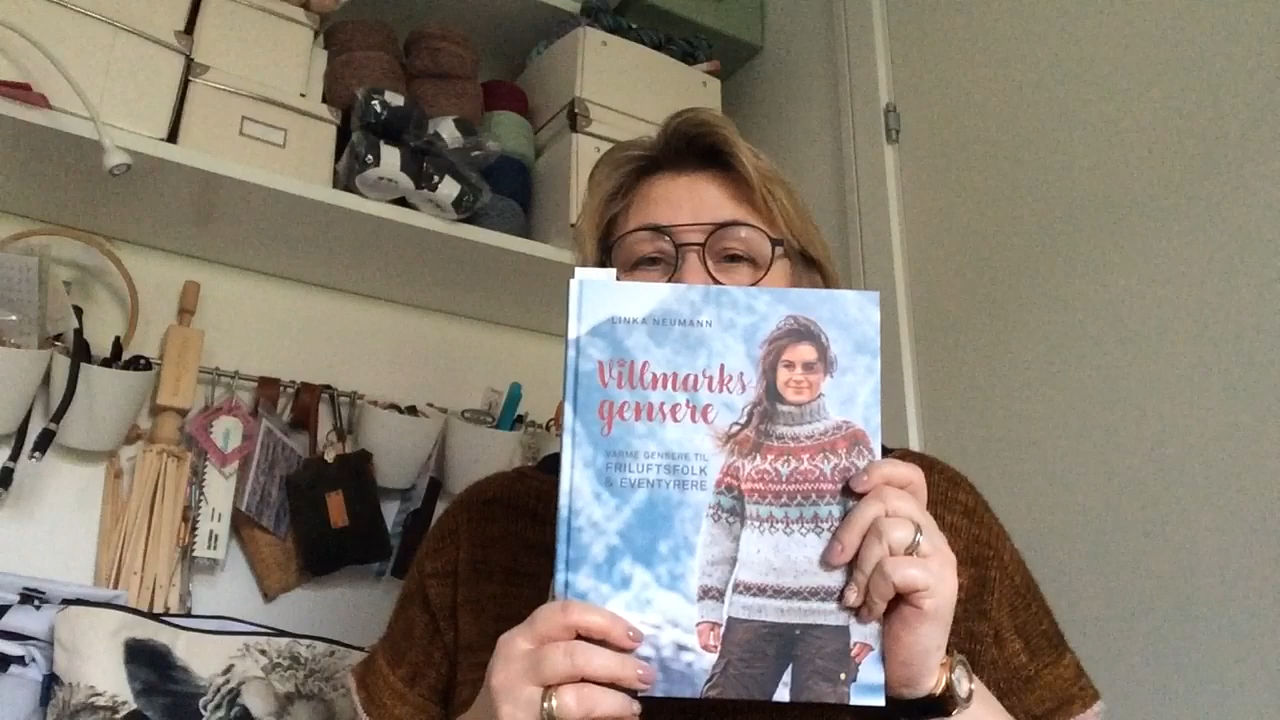 LINKA NEUMANN
Villmarks-
gensere
VARME GENSERE TIL
FRILUFTSFOLK
& EVENTYRERE